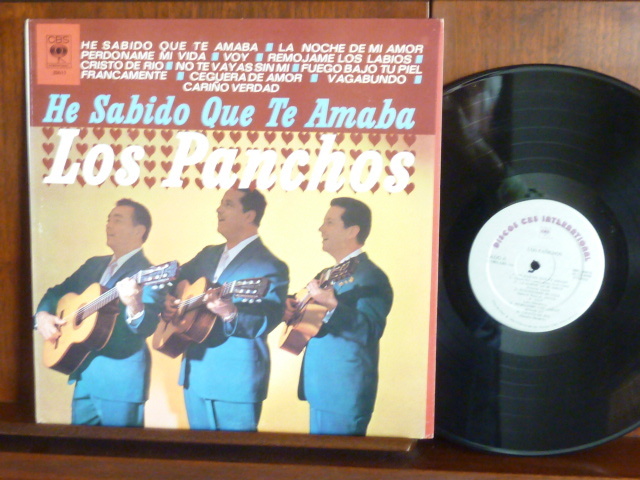 CBS
HE SABIDO QUE TE AMABA ■ LA NOCHE DE MI AMOR
PERDONAME MI VIDA ■ VOY ■ REMOJAME LOS LABIOS ■
CRISTO DE RIO ■ NO TE VAYAS SIN MI ■ FUEGO BAJO TU PIEL
FRANCAMENTE ■ CEGUERA DE AMOR ■ VAGABUNDO ■
CARIÑO VERDAD
He Sabido Que Te Amaba
Los Panchos
DISCOS CBS INTERNATIONAL